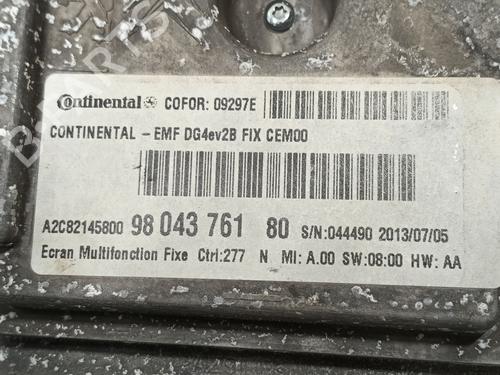 Continental COFOR: 09297E
CONTINENTAL - EMF DG4ev2B FIX CEM00
A2C82145800 98 043 761 80 S/N:044490 2013/07/05
Ecran Multifonction Fixe Ctrl:277 N MI: A.00 SW:08:00 HW: AA